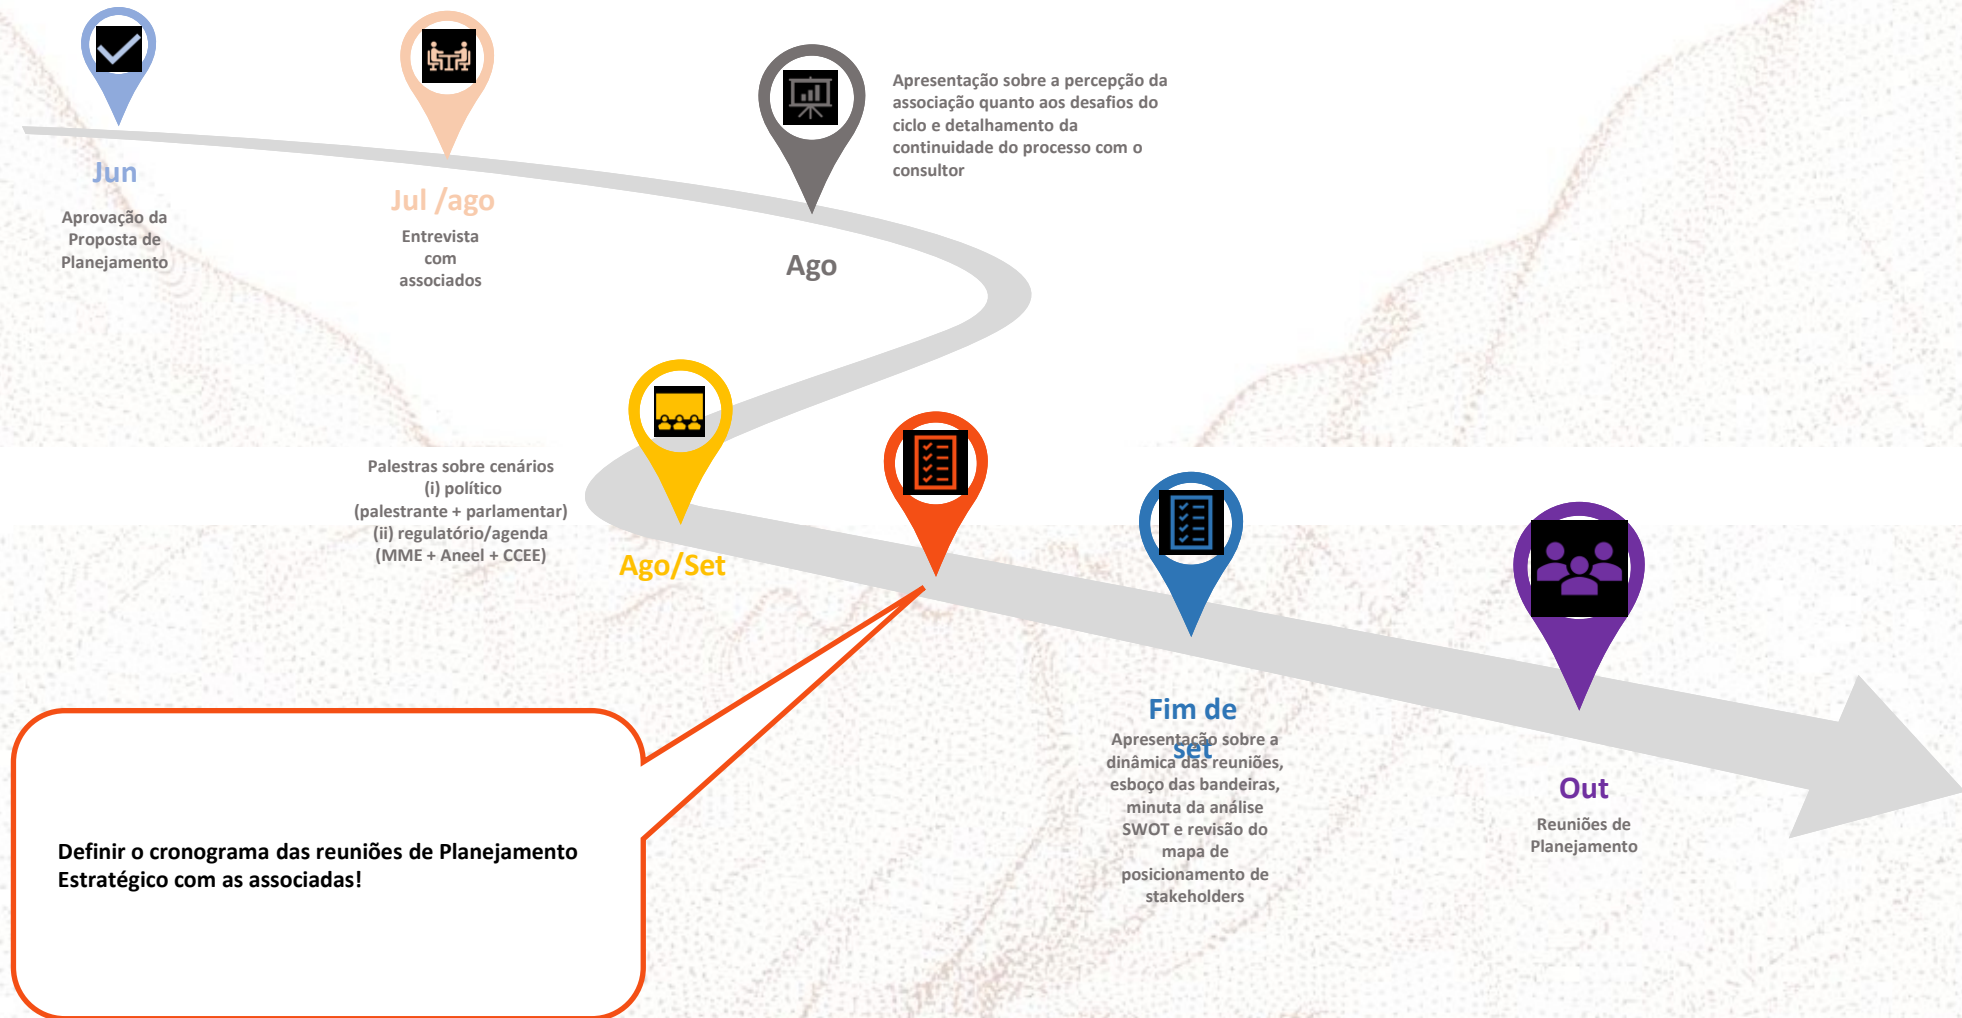 Jun
Aprovação da
Proposta de
Planejamento
Jul /ago
Entrevista
com
associados
Ago
Apresentação sobre a percepção da
associação quanto aos desafios do
ciclo e detalhamento da
continuidade do processo com o
consultor
Palestras sobre cenários
(i) político
(palestrante + parlamentar)
(ii) regulatório/agenda
(MME + Aneel + CCEE)
Ago/Set
Definir o cronograma das reuniões de Planejamento
Estratégico com as associadas!
Fim de
set
Apresentação sobre a
dinâmica das reuniões,
esboço das bandeiras,
minuta da análise
SWOT e revisão do
mapa de
posicionamento de
stakeholders
Out
Reuniões de
Planejamento